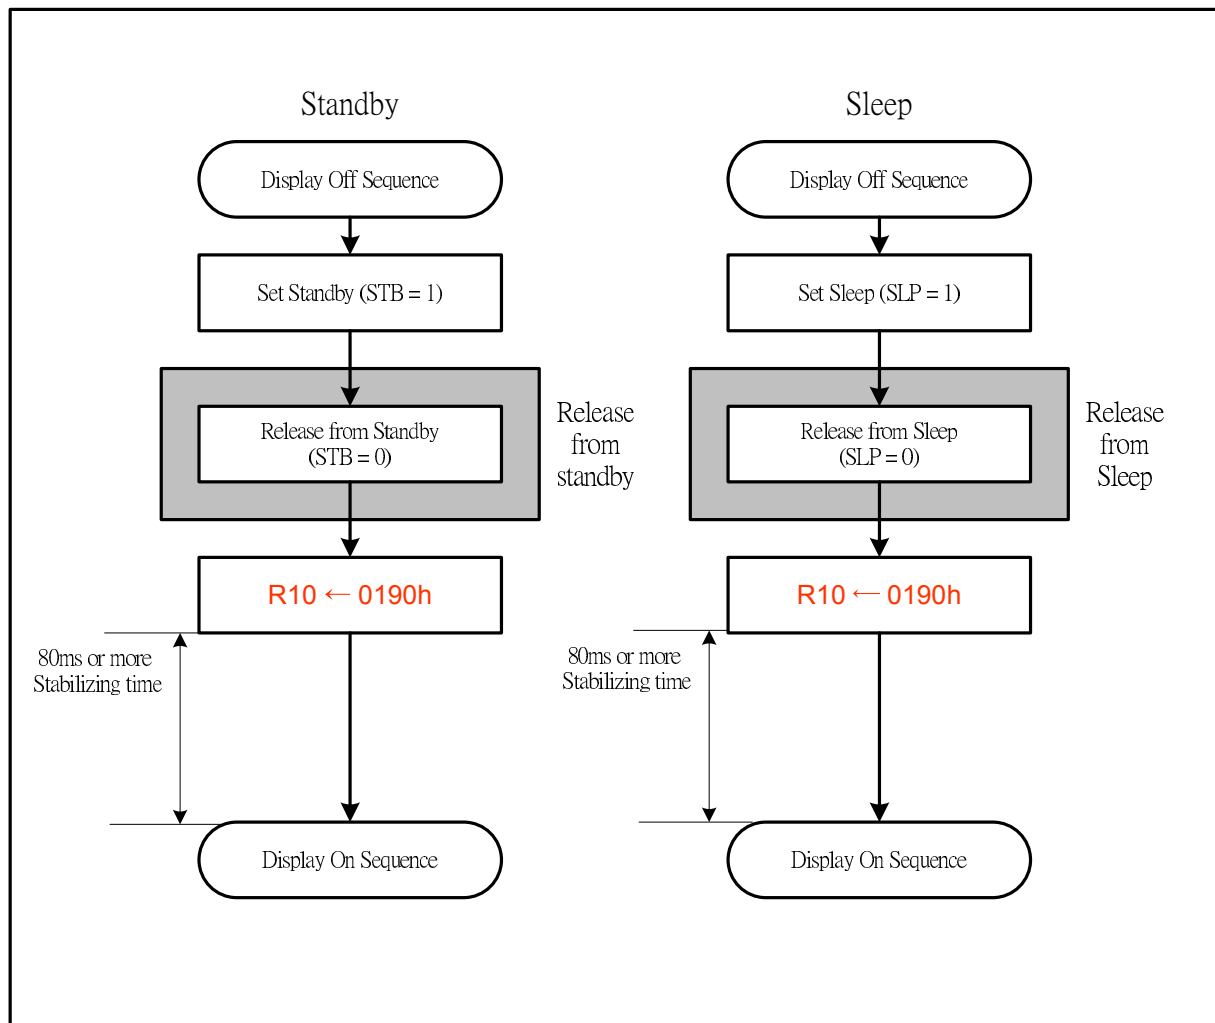 Standby
Display Off Sequence
Set Standby (STB = 1)
Release from Standby
(STB = 0)
Release
from
standby
R10 ← 0190h
80ms or more
Stabilizing time
Display On Sequence
Sleep
Display Off Sequence
Set Sleep (SLP = 1)
Release from Sleep
(SLP = 0)
Release
from
Sleep
R10 ← 0190h
80ms or more
Stabilizing time
Display On Sequence